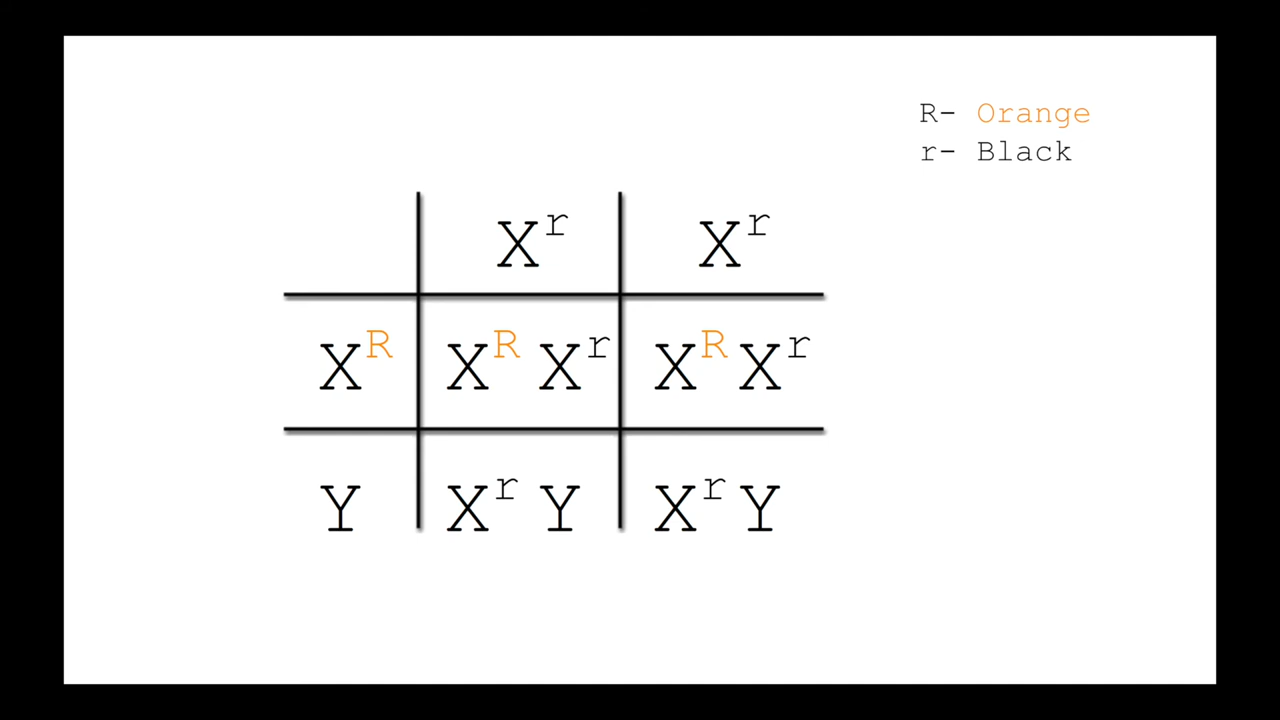 R- Orange
r- Black
Xʳ Xʳ
Xᴿ Xᴿ Xʳ Xᴿ Xʳ
Y Xʳ Y Xʳ Y